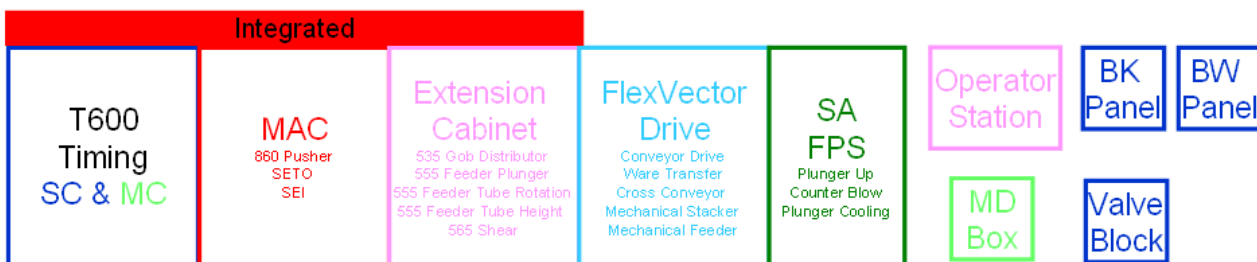 Integrated
T600
Timing
SC & MC
MAC
860 Pusher
SETO
SEI
Extension
Cabinet
535 Gob Distributor
555 Feeder Plunger
555 Feeder Tube Rotation
555 Feeder Tube Height
565 Shear
FlexVector
Drive
Conveyor Drive
Ware Transfer
Cross Conveyor
Mechanical Stacker
Mechanical Feeder
SA
FPS
Plunger Up
Counter Blow
Plunger Cooling
Operator
Station
BK
Panel
BW
Panel
MD
Box
Valve
Block